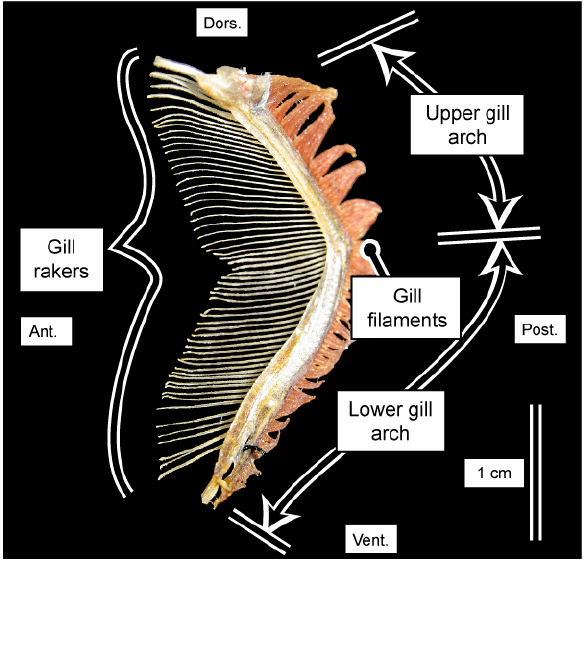 Dors.
Upper gill
arch
Gill
rakers
Gill
filaments
Ant.
Post.
Lower gill
arch
1 cm
Vent.